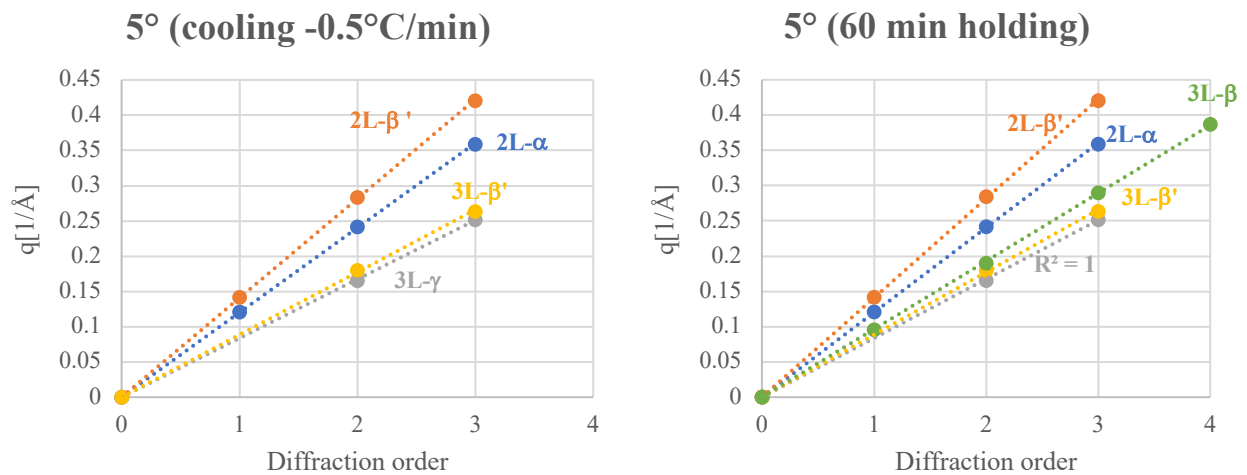 5° (cooling -0.5°C/min)
0.45
0.4
0.35
0.3
0.25
0.2
0.15
0.1
0.05
0
q[1/Å]
2L-β '
2L-α
3L-β'
3L-γ
0 1 2 3 4
Diffraction order
5° (60 min holding)
0.45
0.4
0.35
0.3
0.25
0.2
0.15
0.1
0.05
0
q[1/Å]
3L-β
2L-β'
2L-α
3L-β'
R² = 1
0 1 2 3 4
Diffraction order